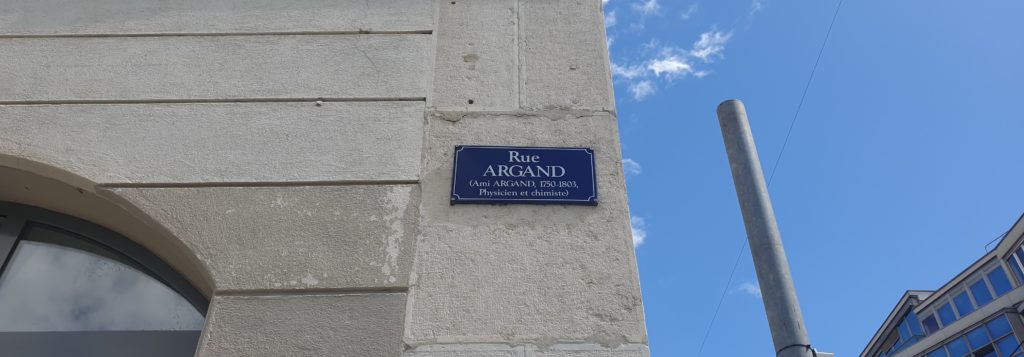 Rue
ARGAND
(Ami ARGAND, 1750-1803,
Physicien et chimiste)